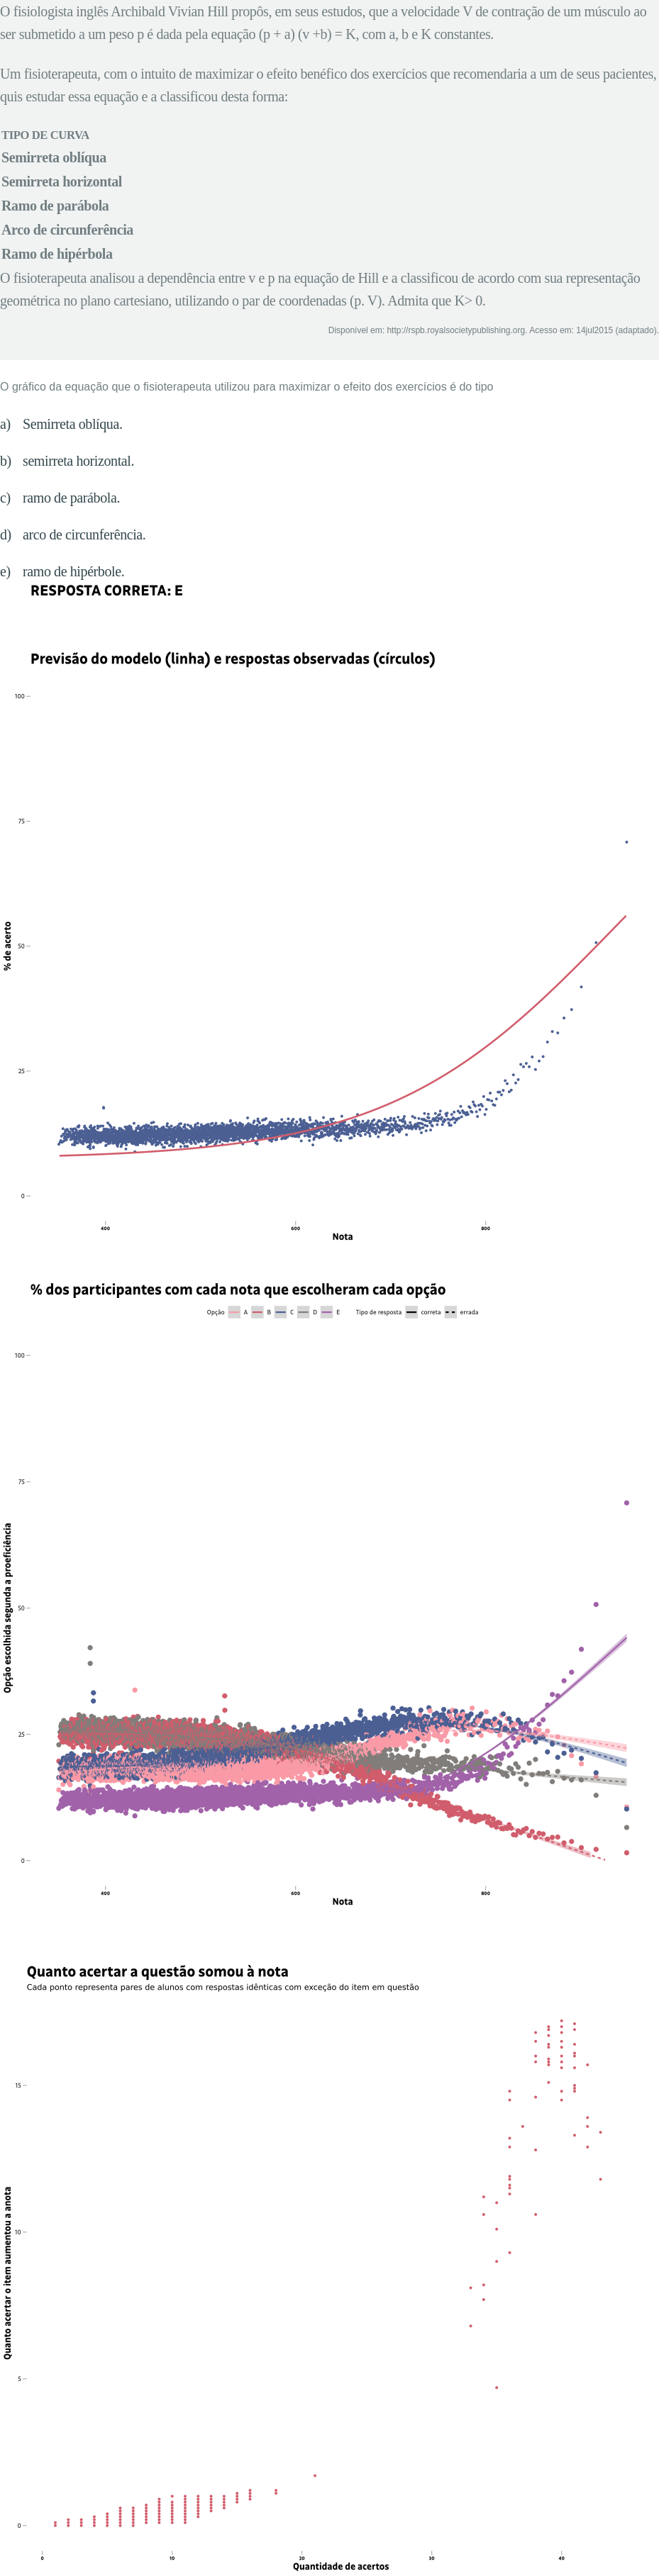 O fisiologista inglês Archibald Vivian Hill propôs, em seus estudos, que a velocidade V de contração de um músculo ao
ser submetido a um peso p é dada pela equação (p + a) (v +b) = K, com a, b e K constantes.
Um fisioterapeuta, com o intuito de maximizar o efeito benéfico dos exercícios que recomendaria a um de seus pacientes,
quis estudar essa equação e a classificou desta forma:
TIPO DE CURVA
Semirreta oblíqua
Semirreta horizontal
Ramo de parábola
Arco de circunferência
Ramo de hipérbola
O fisioterapeuta analisou a dependência entre v e p na equação de Hill e a classificou de acordo com sua representação
geométrica no plano cartesiano, utilizando o par de coordenadas (p. V). Admita que K> 0.
Disponível em: http://rspb.royalsocietypublishing.org. Acesso em: 14jul2015 (adaptado).
O gráfico da equação que o fisioterapeuta utilizou para maximizar o efeito dos exercícios é do tipo
a) Semirreta oblíqua.
b) semirreta horizontal.
c) ramo de parábola.
d) arco de circunferência.
e) ramo de hipérbole.
RESPOSTA CORRETA: E
Previsão do modelo (linha) e respostas observadas (círculos)
100
75
50
25
0
% de acerto
400 600 800
Nota
% dos participantes com cada nota que escolheram cada opção
Opção A B C D E Tipo de resposta correta errada
100
75
50
25
0
Opção escolhida segunda a proeficiência
400 600 800
Nota
Quanto acertar a questão somou à nota
Cada ponto representa pares de alunos com respostas idênticas com exceção do item em questão
15
10
5
0
Quanto acertar o item aumentou a anota
0 10 20 30 40
Quantidade de acertos